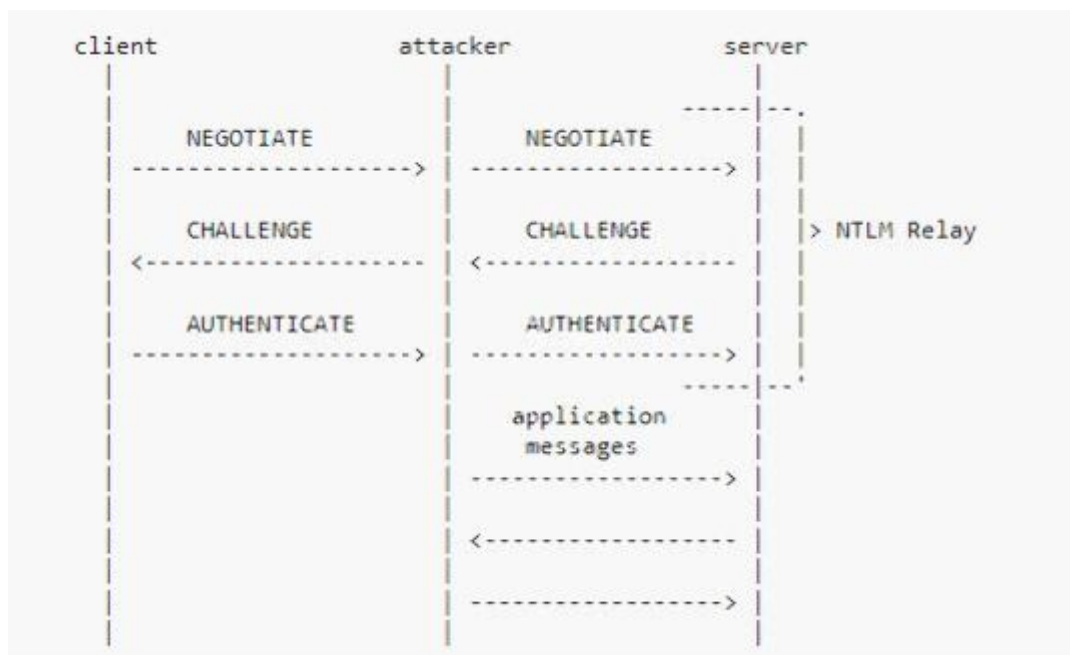 client attacker server
NEGOTIATE NEGOTIATE
CHALLENGE CHALLENGE > NTLM Relay
AUTHENTICATE AUTHENTICATE
application
messages